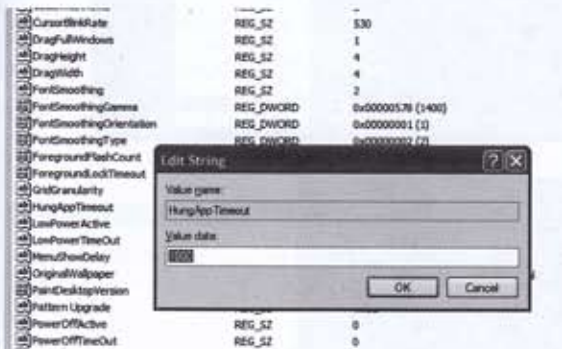 CursorBlinkRate REG_SZ 530
DragFullWindows REG_SZ 1
DragHeight REG_SZ 4
DragWidth REG_SZ 4
FontSmoothing REG_SZ 2
FontSmoothingGamma REG_DWORD 0x00000578 (1400)
FontSmoothingOrientation REG_DWORD 0x00000001 (1)
FontSmoothingType REG_DWORD 0x00000002 (2)
ForegroundFlashCount
ForegroundLockTimeout
GridGranularity
HungAppTimeout
LowPowerActive
LowPowerTimeOut
MenuShowDelay
OriginalWallpaper
PaintDesktopVersion
Pattern Upgrade
PowerOffActive REG_SZ 0
PowerOffTimeOut REG_SZ 0
Edit String
Value name:
HungAppTimeout
Value data:
OK Cancel